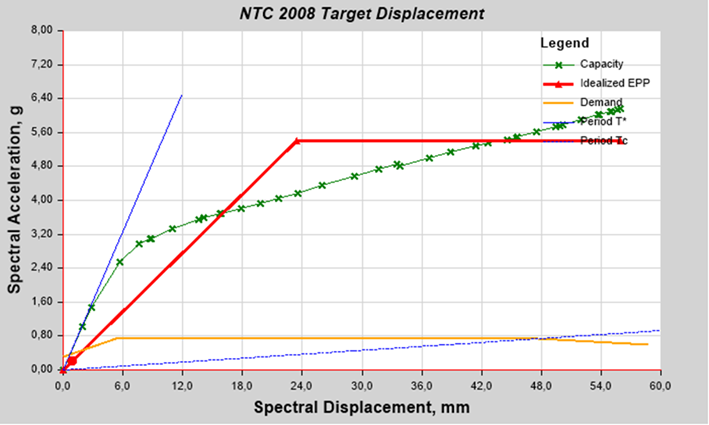 NTC 2008 Target Displacement
Spectral Acceleration, g
8,00
7,20
6,40
5,60
4,80
4,00
3,20
2,40
1,60
0,80
0,00
Legend
Capacity
Idealized EPP
Demand
Period T*
Period Tc
0,0 6,0 12,0 18,0 24,0 30,0 36,0 42,0 48,0 54,0 60,0
Spectral Displacement, mm